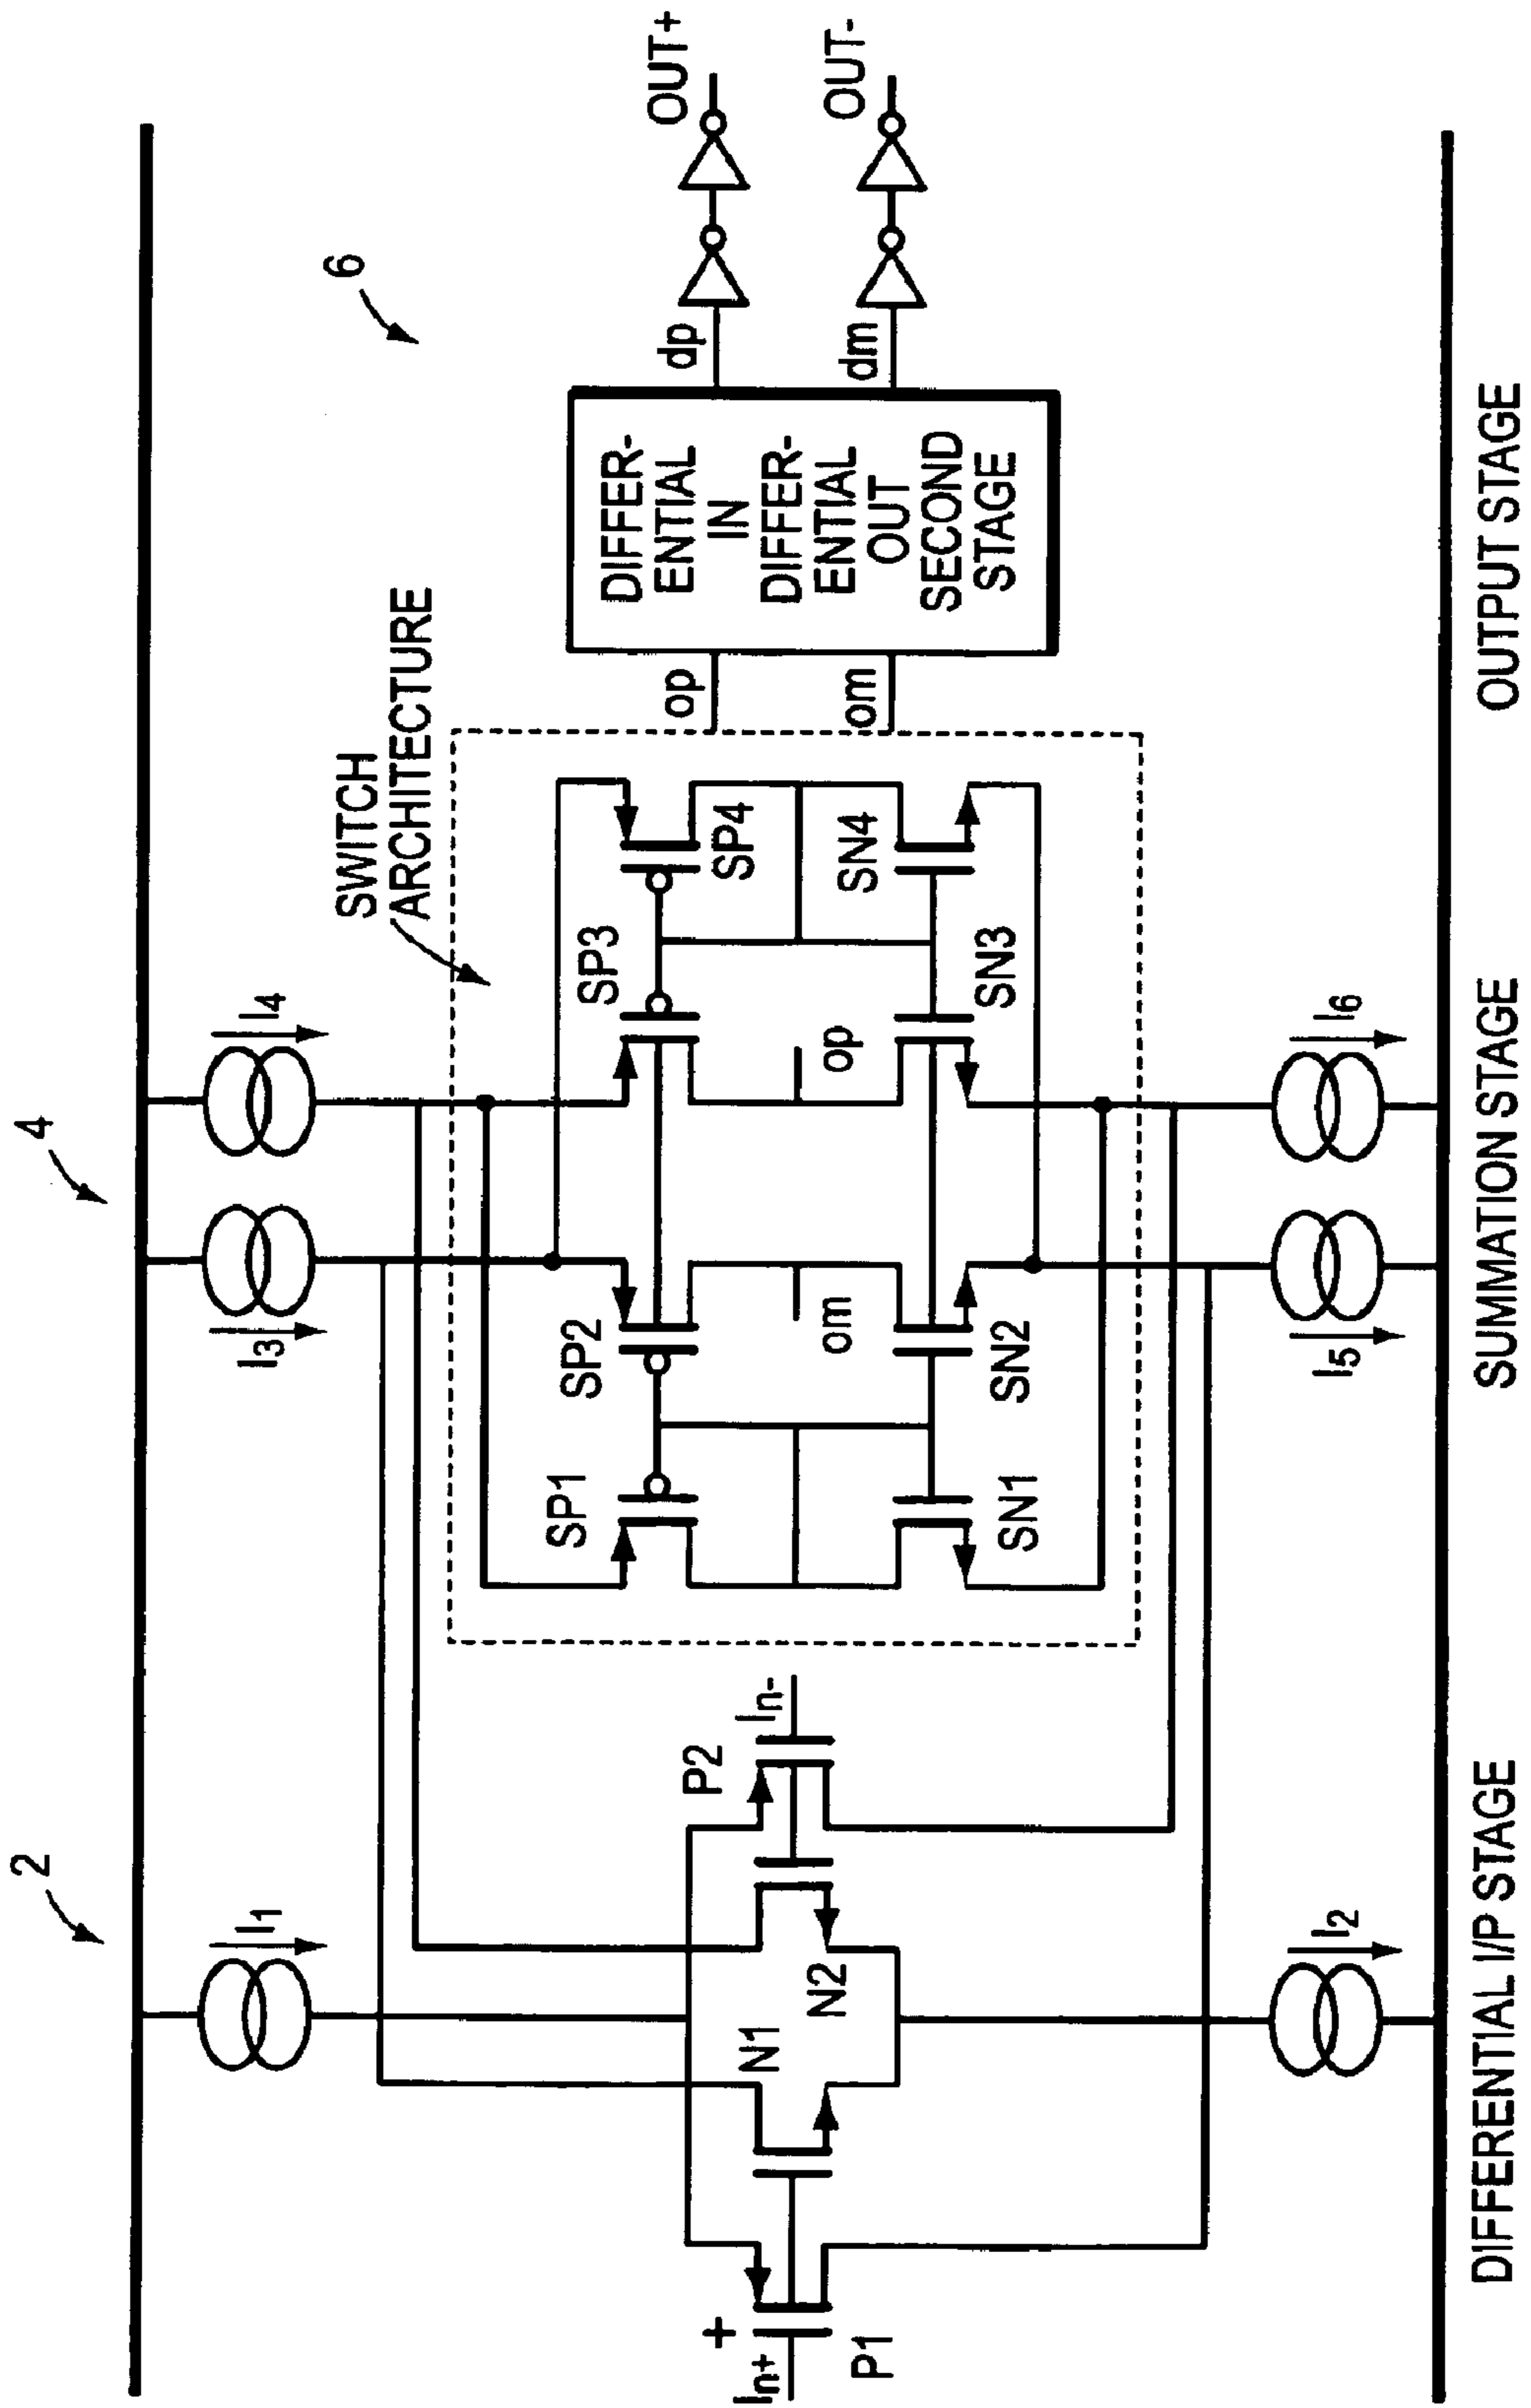 2
4
6
I1
I3
I4
SWITCH
ARCHITECTURE
SP1
SP2
SP3
SP4
In+
+
P1
N1
N2
P2
In-
om
op
SN1
SN2
SN3
SN4
op
om
DIFFER-
ENTIAL
IN
DIFFER-
ENTIAL
OUT
SECOND
STAGE
dp
dm
OUT+
OUT-
I2
I5
I6
DIFFERENTIAL I/P STAGE
SUMMATION STAGE
OUTPUT STAGE